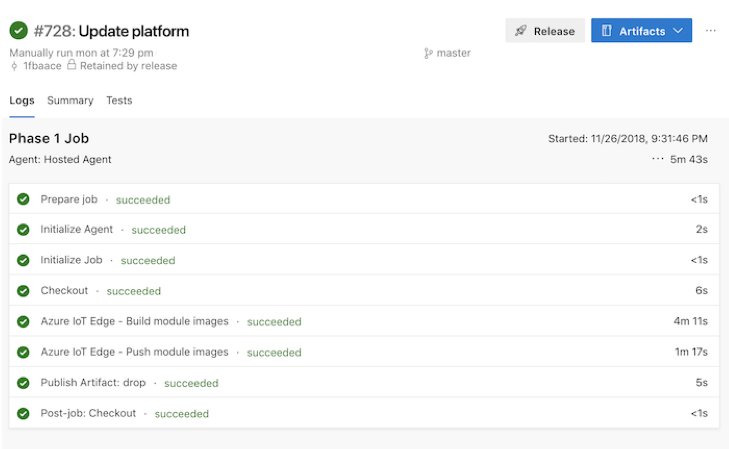 #728: Update platform
Release
Artifacts
Manually run mon at 7:29 pm
master
1fbaace Retained by release
Logs Summary Tests
Phase 1 Job
Started: 11/26/2018, 9:31:46 PM
Agent: Hosted Agent
··· 5m 43s
Prepare job · succeeded <1s
Initialize Agent · succeeded 2s
Initialize Job · succeeded <1s
Checkout · succeeded 6s
Azure IoT Edge - Build module images · succeeded 4m 11s
Azure IoT Edge - Push module images · succeeded 1m 17s
Publish Artifact: drop · succeeded 5s
Post-job: Checkout · succeeded <1s